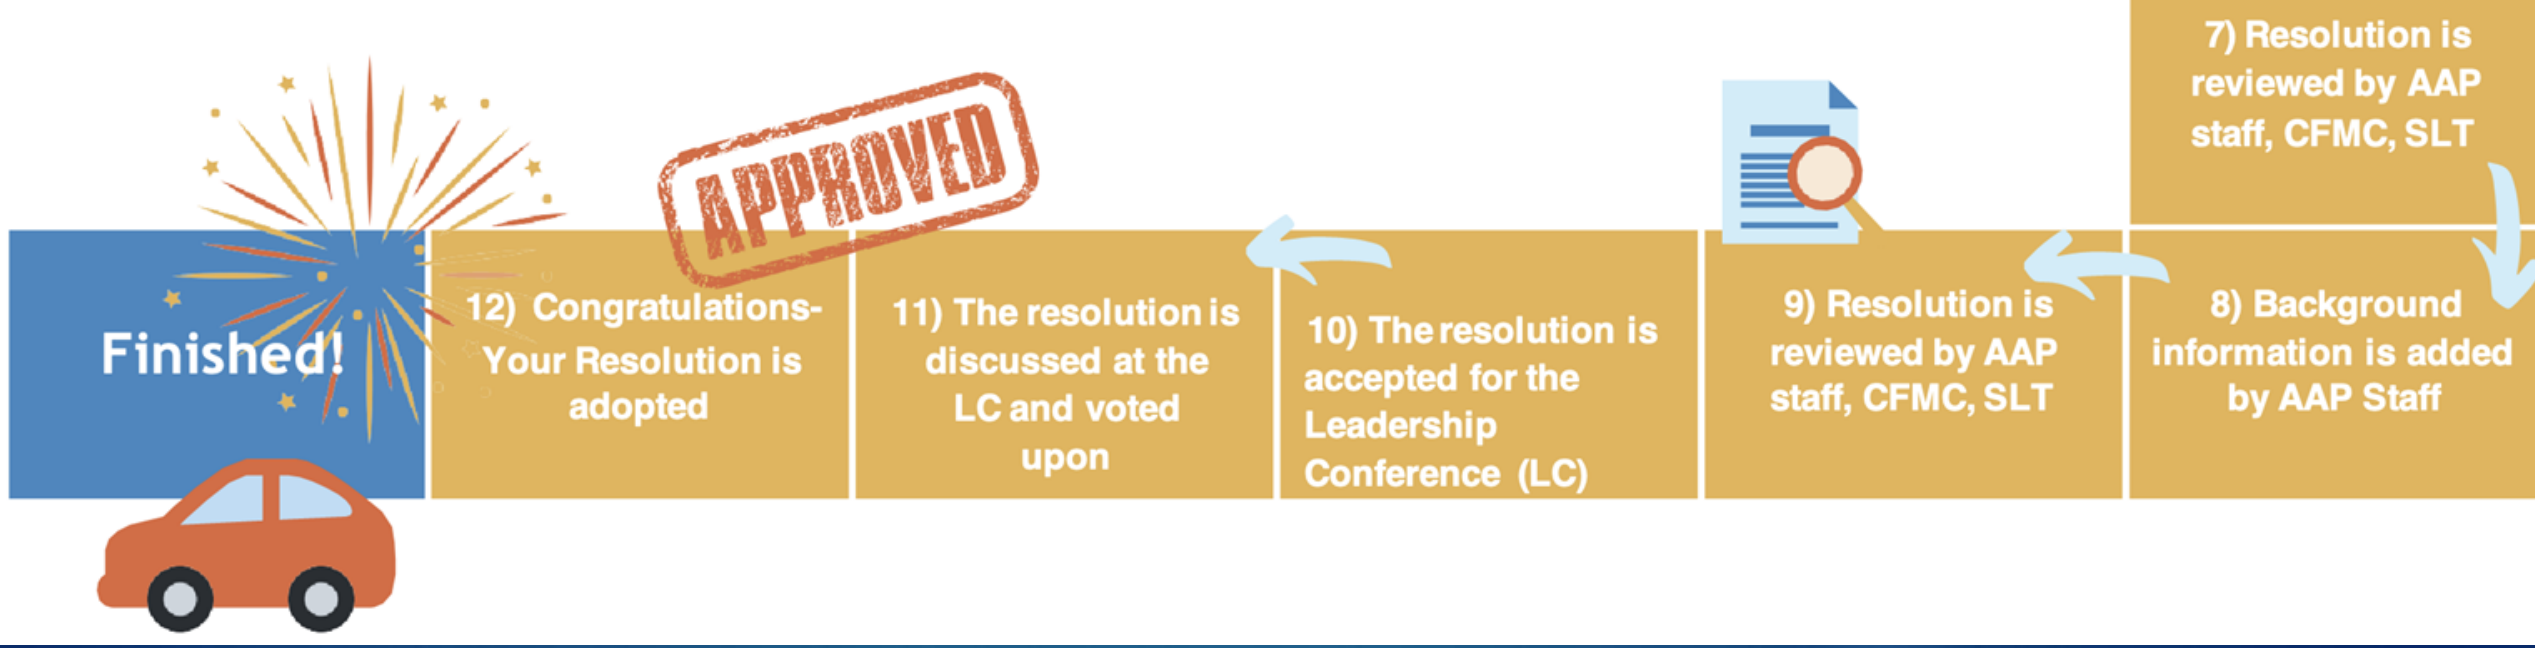 7) Resolution is
reviewed by AAP
staff, CFMC, SLT
APPROVED
Finished!
12) Congratulations-
Your Resolution is
adopted
11) The resolution is
discussed at the
LC and voted
upon
10) The resolution is
accepted for the
Leadership
Conference (LC)
9) Resolution is
reviewed by AAP
staff, CFMC, SLT
8) Background
information is added
by AAP Staff